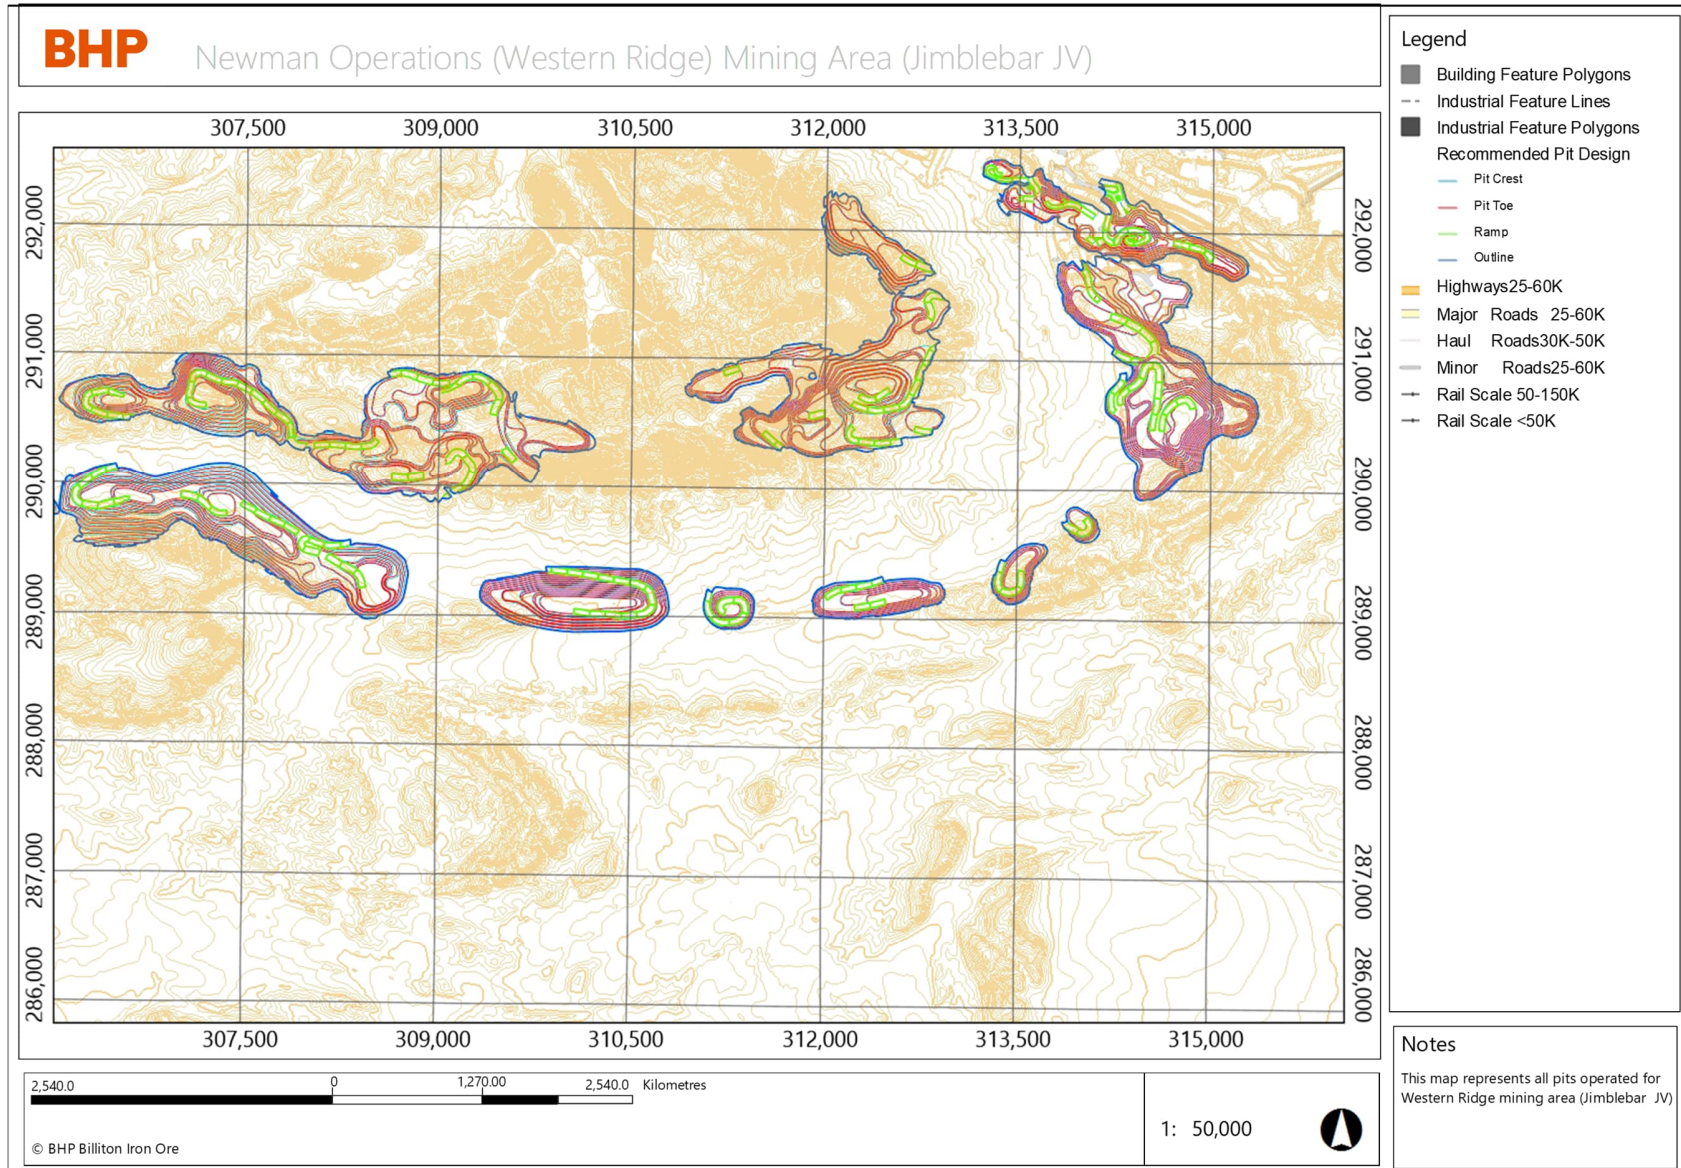 BHP
Newman Operations (Western Ridge) Mining Area (Jimblebar JV)
307,500 309,000 310,500 312,000 313,500 315,000
292,000
291,000
290,000
289,000
288,000
287,000
286,000
292,000
291,000
290,000
289,000
288,000
287,000
286,000
307,500 309,000 310,500 312,000 313,500 315,000
2,540.0 0 1,270.00 2,540.0 Kilometres
© BHP Billiton Iron Ore
1: 50,000
Legend
Building Feature Polygons
Industrial Feature Lines
Industrial Feature Polygons
Recommended Pit Design
Pit Crest
Pit Toe
Ramp
Outline
Highways25-60K
Major Roads 25-60K
Haul Roads30K-50K
Minor Roads25-60K
Rail Scale 50-150K
Rail Scale <50K
Notes
This map represents all pits operated for
Western Ridge mining area (Jimblebar JV)